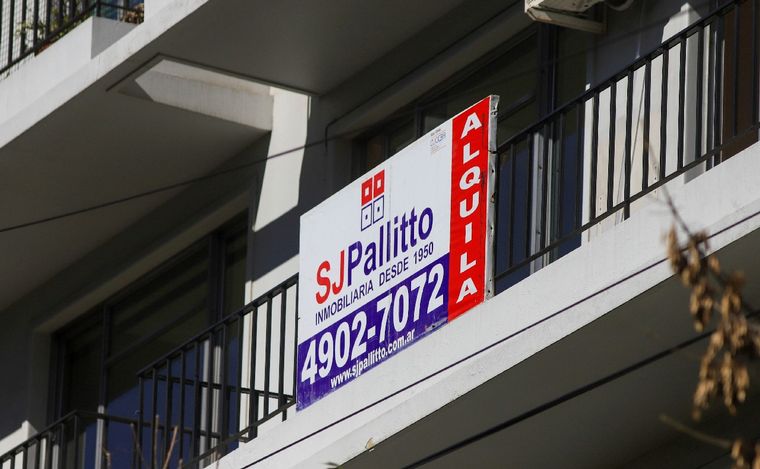 SJPallitto
INMOBILIARIA DESDE 1950
4902-7072
www.sjpallitto.com.ar
ALQUILA